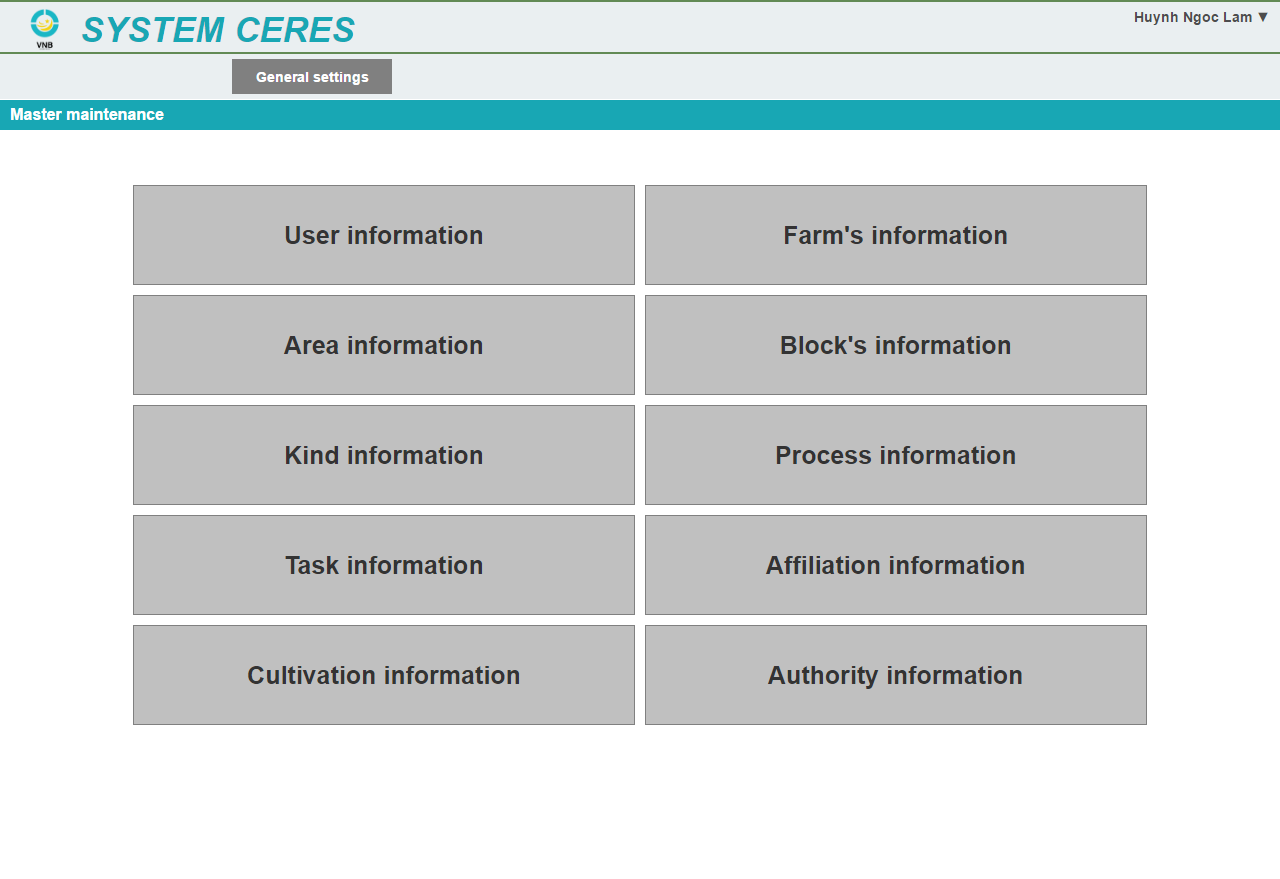 VNB
SYSTEM CERES
Huynh Ngoc Lam ▼
General settings
Master maintenance
User information
Farm's information
Area information
Block's information
Kind information
Process information
Task information
Affiliation information
Cultivation information
Authority information